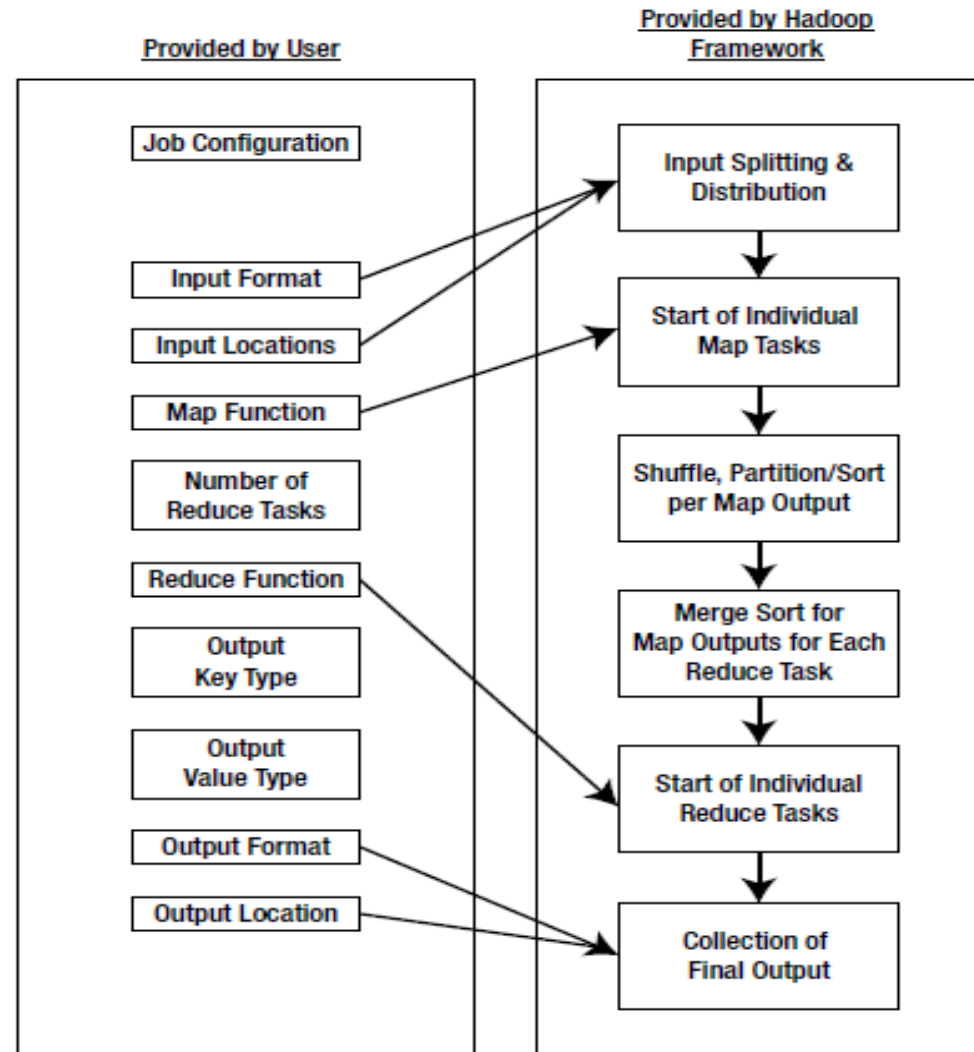 Provided by User
Job Configuration
Input Format
Input Locations
Map Function
Number of
Reduce Tasks
Reduce Function
Output
Key Type
Output
Value Type
Output Format
Output Location
Provided by Hadoop
Framework
Input Splitting &
Distribution
Start of Individual
Map Tasks
Shuffle, Partition/Sort
per Map Output
Merge Sort for
Map Outputs for Each
Reduce Task
Start of Individual
Reduce Tasks
Collection of
Final Output